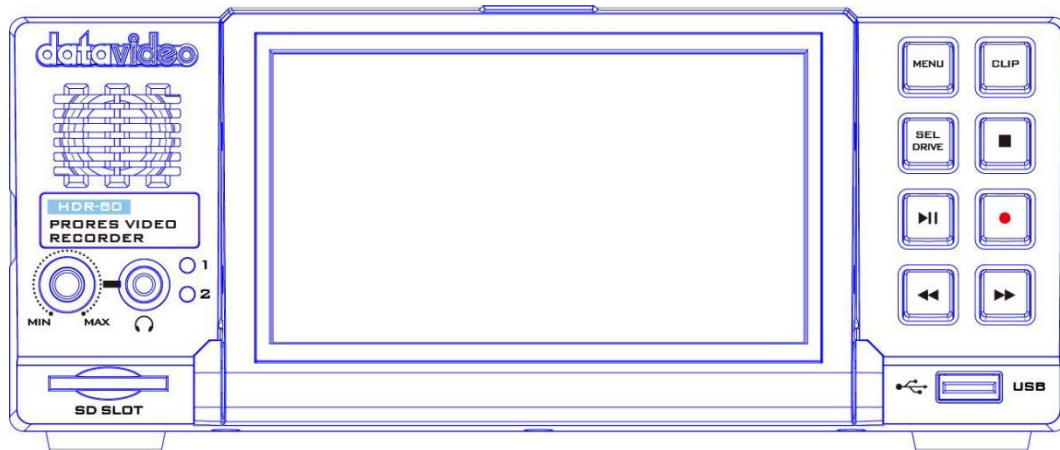 datavideo
HDR-80
PRORES VIDEO
RECORDER
1
2
MIN
MAX
SD SLOT
MENU
CLIP
SEL
DRIVE
USB